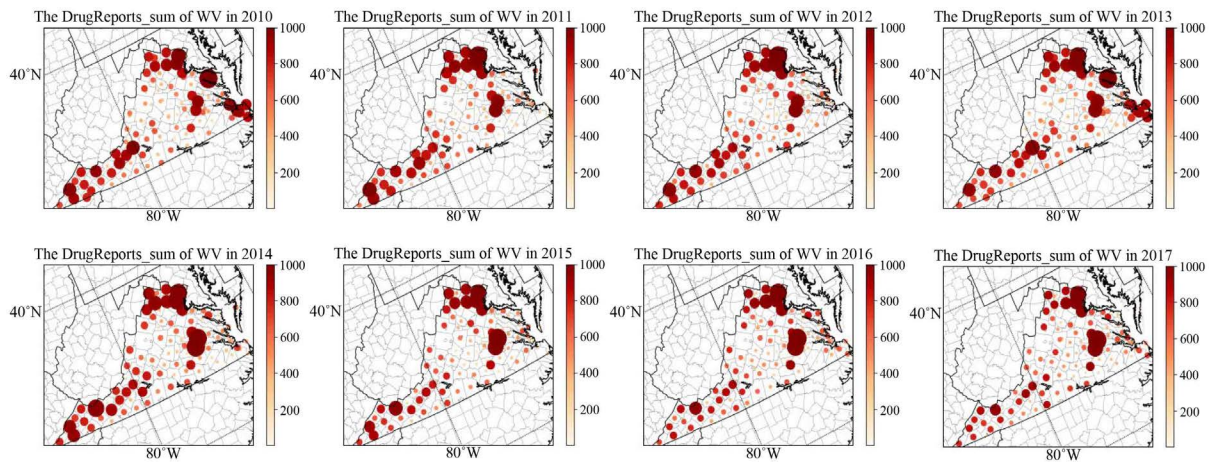 The DrugReports_sum of WV in 2010
1000
800
600
400
200
40°N
80°W
The DrugReports_sum of WV in 2011
1000
800
600
400
200
40°N
80°W
The DrugReports_sum of WV in 2012
1000
800
600
400
200
40°N
80°W
The DrugReports_sum of WV in 2013
1000
800
600
400
200
40°N
80°W
The DrugReports_sum of WV in 2014
1000
800
600
400
200
40°N
80°W
The DrugReports_sum of WV in 2015
1000
800
600
400
200
40°N
80°W
The DrugReports_sum of WV in 2016
1000
800
600
400
200
40°N
80°W
The DrugReports_sum of WV in 2017
1000
800
600
400
200
40°N
80°W